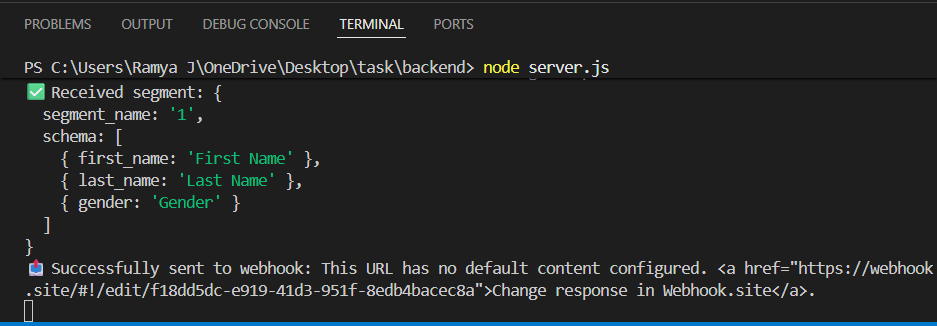 PROBLEMS OUTPUT DEBUG CONSOLE TERMINAL PORTS
PS C:\Users\Ramya J\OneDrive\Desktop\task\backend> node server.js
✅ Received segment: {
  segment_name: '1',
  schema: [
    { first_name: 'First Name' },
    { last_name: 'Last Name' },
    { gender: 'Gender' }
  ]
}
📤 Successfully sent to webhook: This URL has no default content configured. <a href="https://webhook
.site/#!/edit/f18dd5dc-e919-41d3-951f-8edb4bacec8a">Change response in Webhook.site</a>.